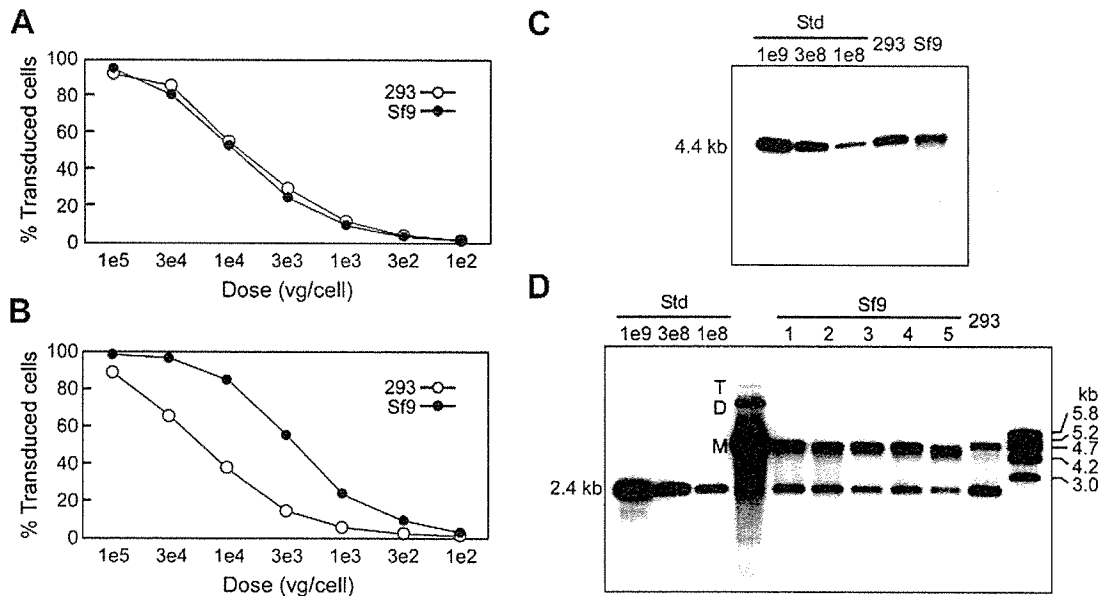 A
100
80
60
40
20
0
% Transduced cells
293
Sf9
1e5 3e4 1e4 3e3 1e3 3e2 1e2
Dose (vg/cell)
B
100
80
60
40
20
0
% Transduced cells
293
Sf9
1e5 3e4 1e4 3e3 1e3 3e2 1e2
Dose (vg/cell)
C
Std
1e9 3e8 1e8 293 Sf9
4.4 kb
D
Std Sf9 293
1e9 3e8 1e8 1 2 3 4 5
T
D
M
2.4 kb
kb
5.8
5.2
4.7
4.2
3.0